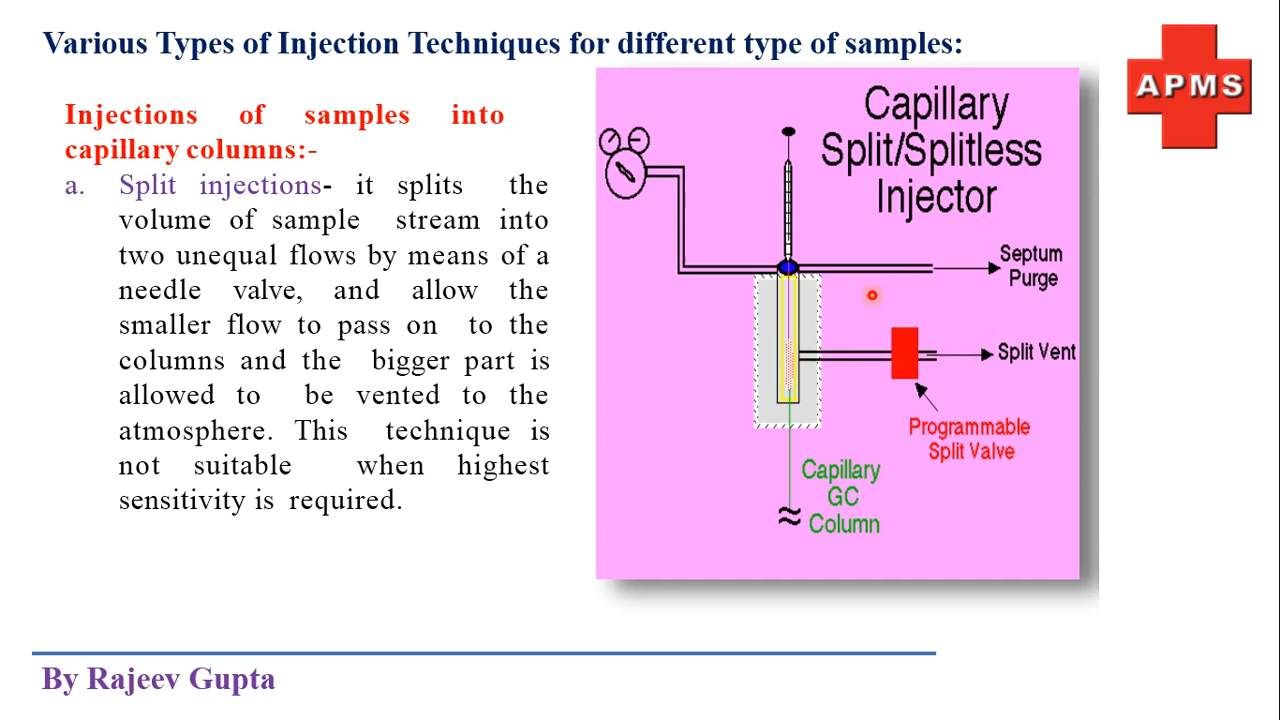 Various Types of Injection Techniques for different type of samples:
APMS
Injections of samples into
capillary columns:-
a. Split injections- it splits the
volume of sample stream into
two unequal flows by means of a
needle valve, and allow the
smaller flow to pass on to the
columns and the bigger part is
allowed to be vented to the
atmosphere. This technique is
not suitable when highest
sensitivity is required.
Capillary
Split/Splitless
Injector
Septum
Purge
Split Vent
Programmable
Split Valve
Capillary
GC
Column
By Rajeev Gupta